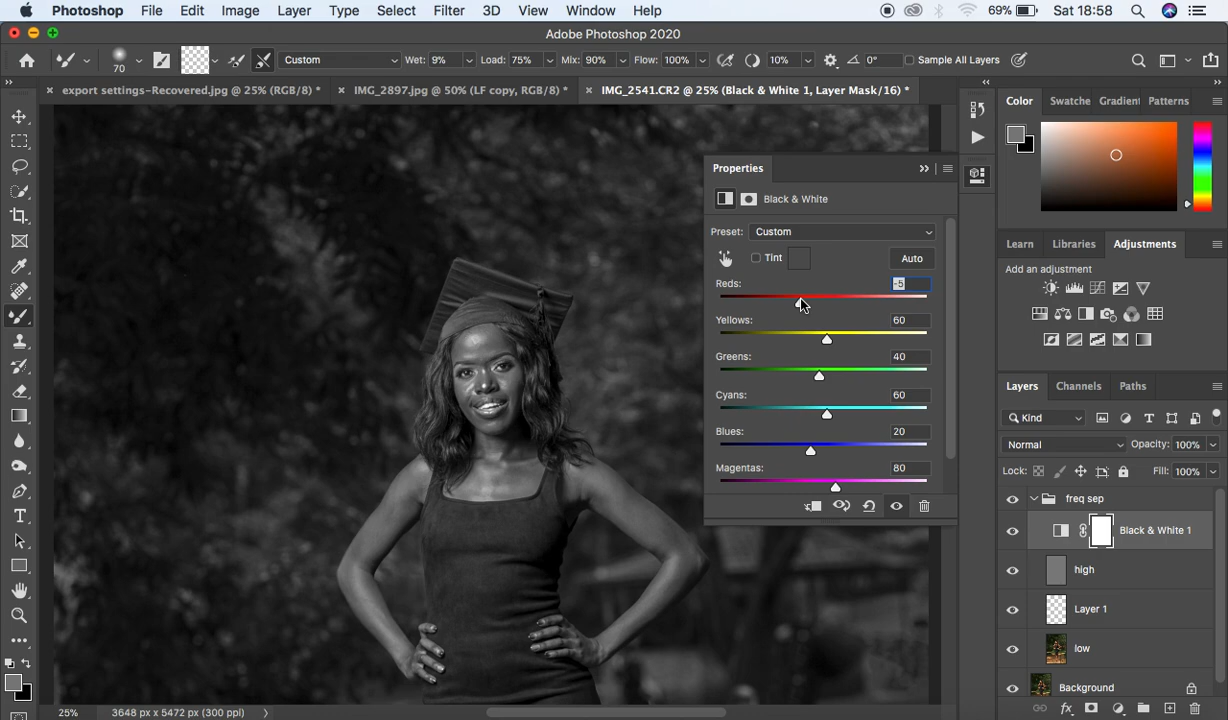 Photoshop File Edit Image Layer Type Select Filter 3D View Window Help 69% Sat 18:58
Adobe Photoshop 2020
70 Custom Wet: 9% Load: 75% Mix: 90% Flow: 100% 10% 0° Sample All Layers
× export settings-Recovered.jpg @ 25% (RGB/8) * × IMG_2897.jpg @ 50% (LF copy, RGB/8) * × IMG_2541.CR2 @ 25% (Black & White 1, Layer Mask/16) *
Color Swatche Gradient Patterns
Properties
Black & White
Preset: Custom
Tint Auto
Reds: -5
Yellows: 60
Greens: 40
Cyans: 60
Blues: 20
Magentas: 80
Learn Libraries Adjustments
Add an adjustment
Layers Channels Paths
Kind
Normal Opacity: 100%
Lock: Fill: 100%
freq sep
Black & White 1
high
Layer 1
low
Background
25% 3648 px x 5472 px (300 ppi)